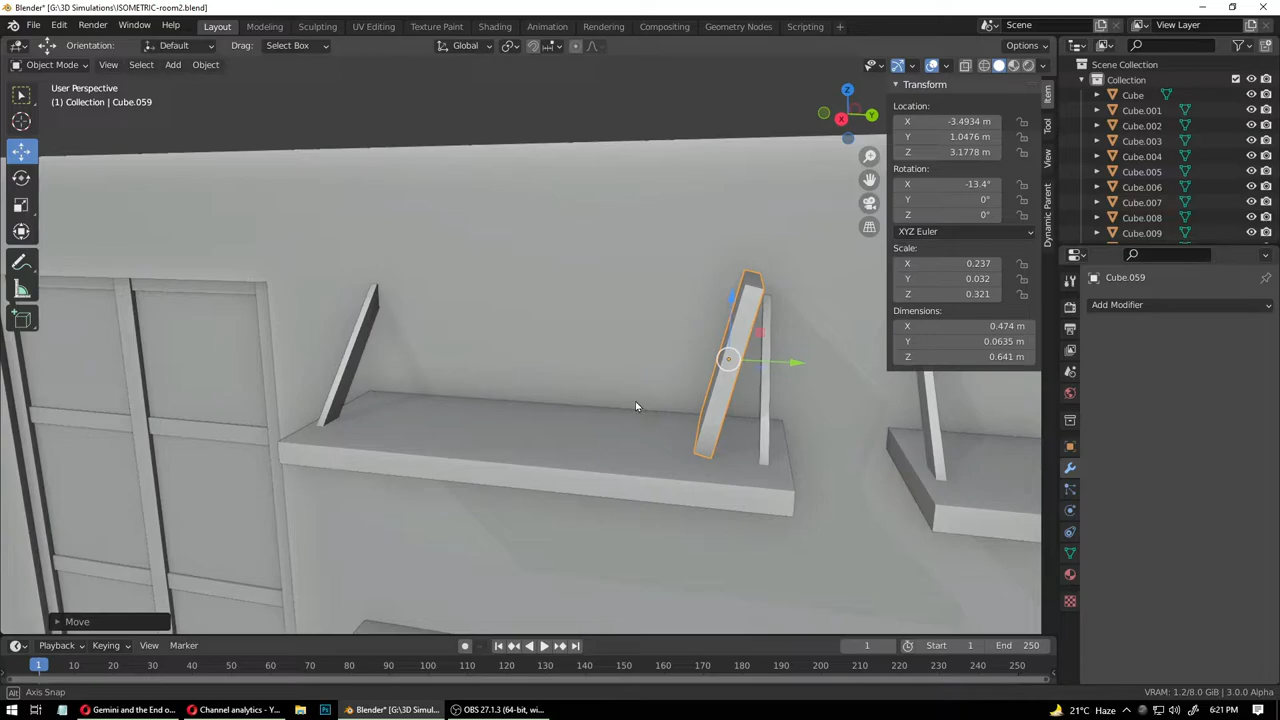 Blender* [G:\3D Simulations\ISOMETRIC-room2.blend]
File Edit Render Window Help Layout Modeling Sculpting UV Editing Texture Paint Shading Animation Rendering Compositing Geometry Nodes Scripting Scene View Layer
Orientation: Default Drag: Select Box Global Options
Object Mode View Select Add Object
User Perspective
(1) Collection | Cube.059
Transform
Location:
X -3.4934 m
Y 1.0476 m
Z 3.1778 m
Rotation:
X -13.4°
Y 0°
Z 0°
XYZ Euler
Scale:
X 0.237
Y 0.032
Z 0.321
Dimensions:
X 0.474 m
Y 0.0635 m
Z 0.641 m
Item
Tool
View
Dynamic Parent
Z
Y
X
Scene Collection
Collection
Cube
Cube.001
Cube.002
Cube.003
Cube.004
Cube.005
Cube.006
Cube.007
Cube.008
Cube.009
Cube.059
Add Modifier
Move
Playback Keying View Marker 1 Start 1 End 250
1 10 20 30 40 50 60 70 80 90 100 110 120 130 140 150 160 170 180 190 200 210 220 230 240 250
Alt Axis Snap VRAM: 1.2/8.0 GiB | 3.0.0 Alpha
Gemini and the End o... Channel analytics - Y... Blender* [G:\3D Simul... OBS 27.1.3 (64-bit, wi... 21°C Haze 6:21 PM